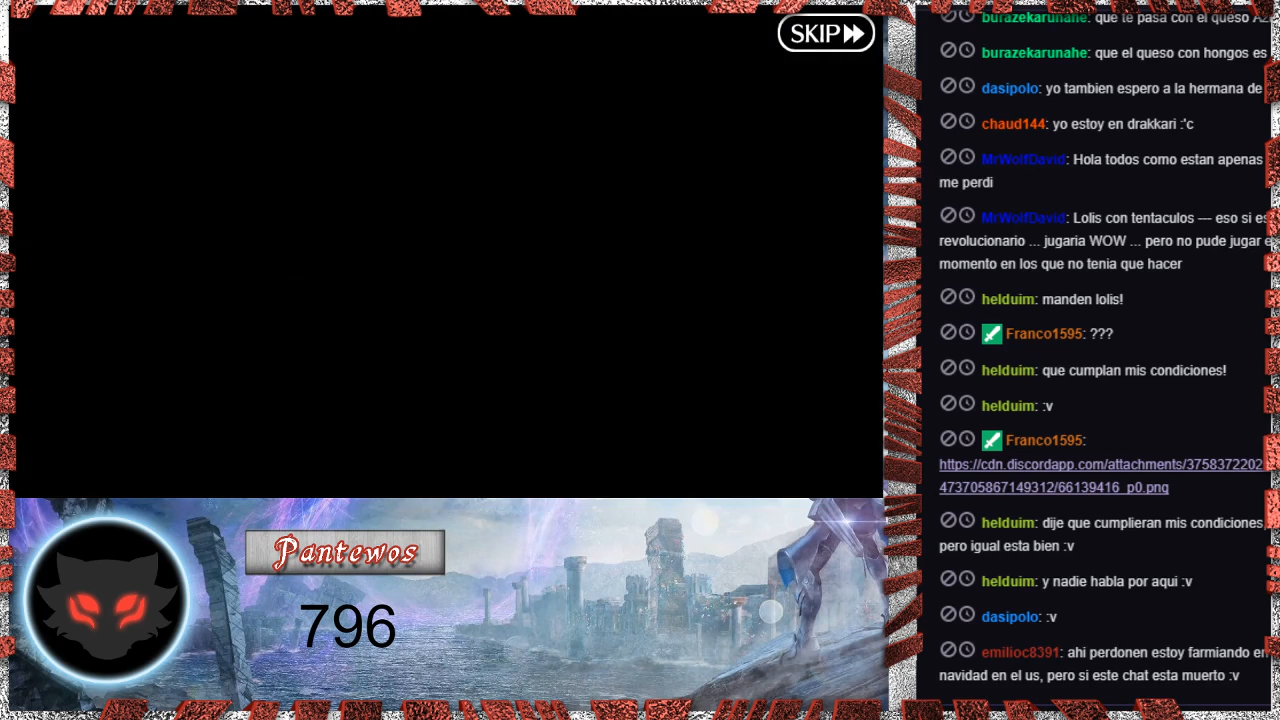 SKIP
Pantewos
796
burazekarunahe: que te pasa con el queso
burazekarunahe: que el queso con hongos es
dasipolo: yo tambien espero a la hermana de
chaud144: yo estoy en drakkari :'c
MrWolfDavid: Hola todos como estan apenas
me perdi
MrWolfDavid: Lolis con tentaculos — eso si es
revolucionario ... jugaria WOW ... pero no pude jugar
momento en los que no tenia que hacer
helduim: manden lolis!
Franco1595: ???
helduim: que cumplan mis condiciones!
helduim: :v
Franco1595:
https://cdn.discordapp.com/attachments/3758372202
473705867149312/66139416_p0.png
helduim: dije que cumplieran mis condiciones,
pero igual esta bien :v
helduim: y nadie habla por aqui :v
dasipolo: :v
emilioc8391: ahi perdonen estoy farmiando en
navidad en el us, pero si este chat esta muerto :v